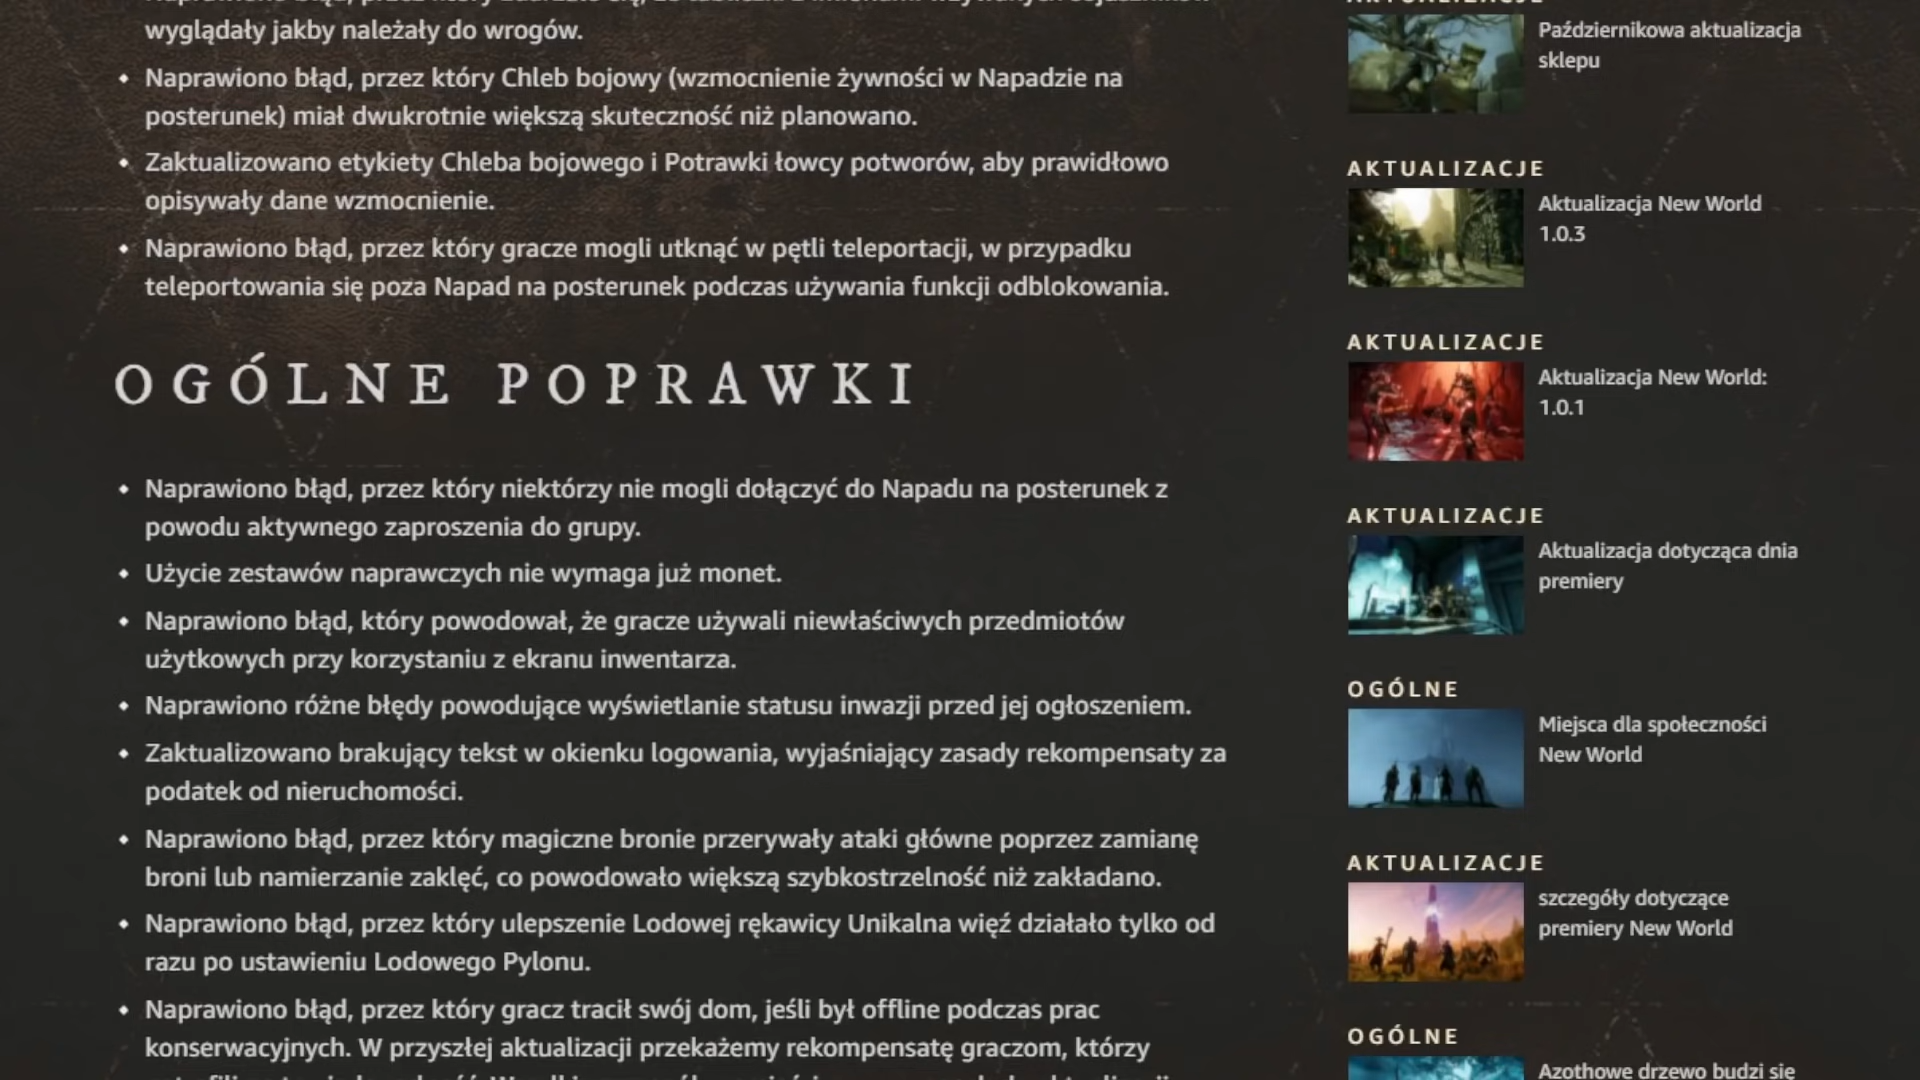 wyglądały jakby należały do wrogów.
Naprawiono błąd, przez który Chleb bojowy (wzmocnienie żywności w Napadzie na
posterunek) miał dwukrotnie większą skuteczność niż planowano.
Zaktualizowano etykiety Chleba bojowego i Potrawki łowcy potworów, aby prawidłowo
opisywały dane wzmocnienie.
Naprawiono błąd, przez który gracze mogli utknąć w pętli teleportacji, w przypadku
teleportowania się poza Napad na posterunek podczas używania funkcji odblokowania.
OGÓLNE POPRAWKI
Naprawiono błąd, przez który niektórzy nie mogli dołączyć do Napadu na posterunek z
powodu aktywnego zaproszenia do grupy.
Użycie zestawów naprawczych nie wymaga już monet.
Naprawiono błąd, który powodował, że gracze używali niewłaściwych przedmiotów
użytkowych przy korzystaniu z ekranu inwentarza.
Naprawiono różne błędy powodujące wyświetlanie statusu inwazji przed jej ogłoszeniem.
Zaktualizowano brakujący tekst w okienku logowania, wyjaśniający zasady rekompensaty za
podatek od nieruchomości.
Naprawiono błąd, przez który magiczne bronie przerywały ataki główne poprzez zamianę
broni lub namierzanie zaklęć, co powodowało większą szybkostrzelność niż zakładano.
Naprawiono błąd, przez który ulepszenie Lodowej rękawicy Unikalna więź działało tylko od
razu po ustawieniu Lodowego Pylonu.
Naprawiono błąd, przez który gracz tracił swój dom, jeśli był offline podczas prac
konserwacyjnych. W przyszłej aktualizacji przekażemy rekompensatę graczom, którzy
AKTUALIZACJE
Październikowa aktualizacja
sklepu
AKTUALIZACJE
Aktualizacja New World
1.0.3
AKTUALIZACJE
Aktualizacja New World:
1.0.1
AKTUALIZACJE
Aktualizacja dotycząca dnia
premiery
OGÓLNE
Miejsca dla społeczności
New World
AKTUALIZACJE
szczegóły dotyczące
premiery New World
OGÓLNE
Azothowe drzewo budzi się